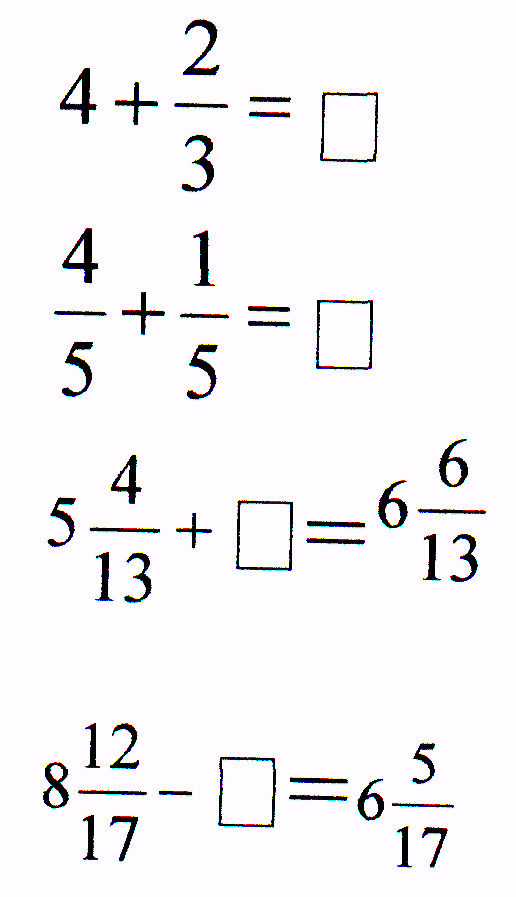 4 + 2/3 = □
4/5 + 1/5 = □
5 4/13 + □ = 6 6/13
8 12/17 − □ = 6 5/17